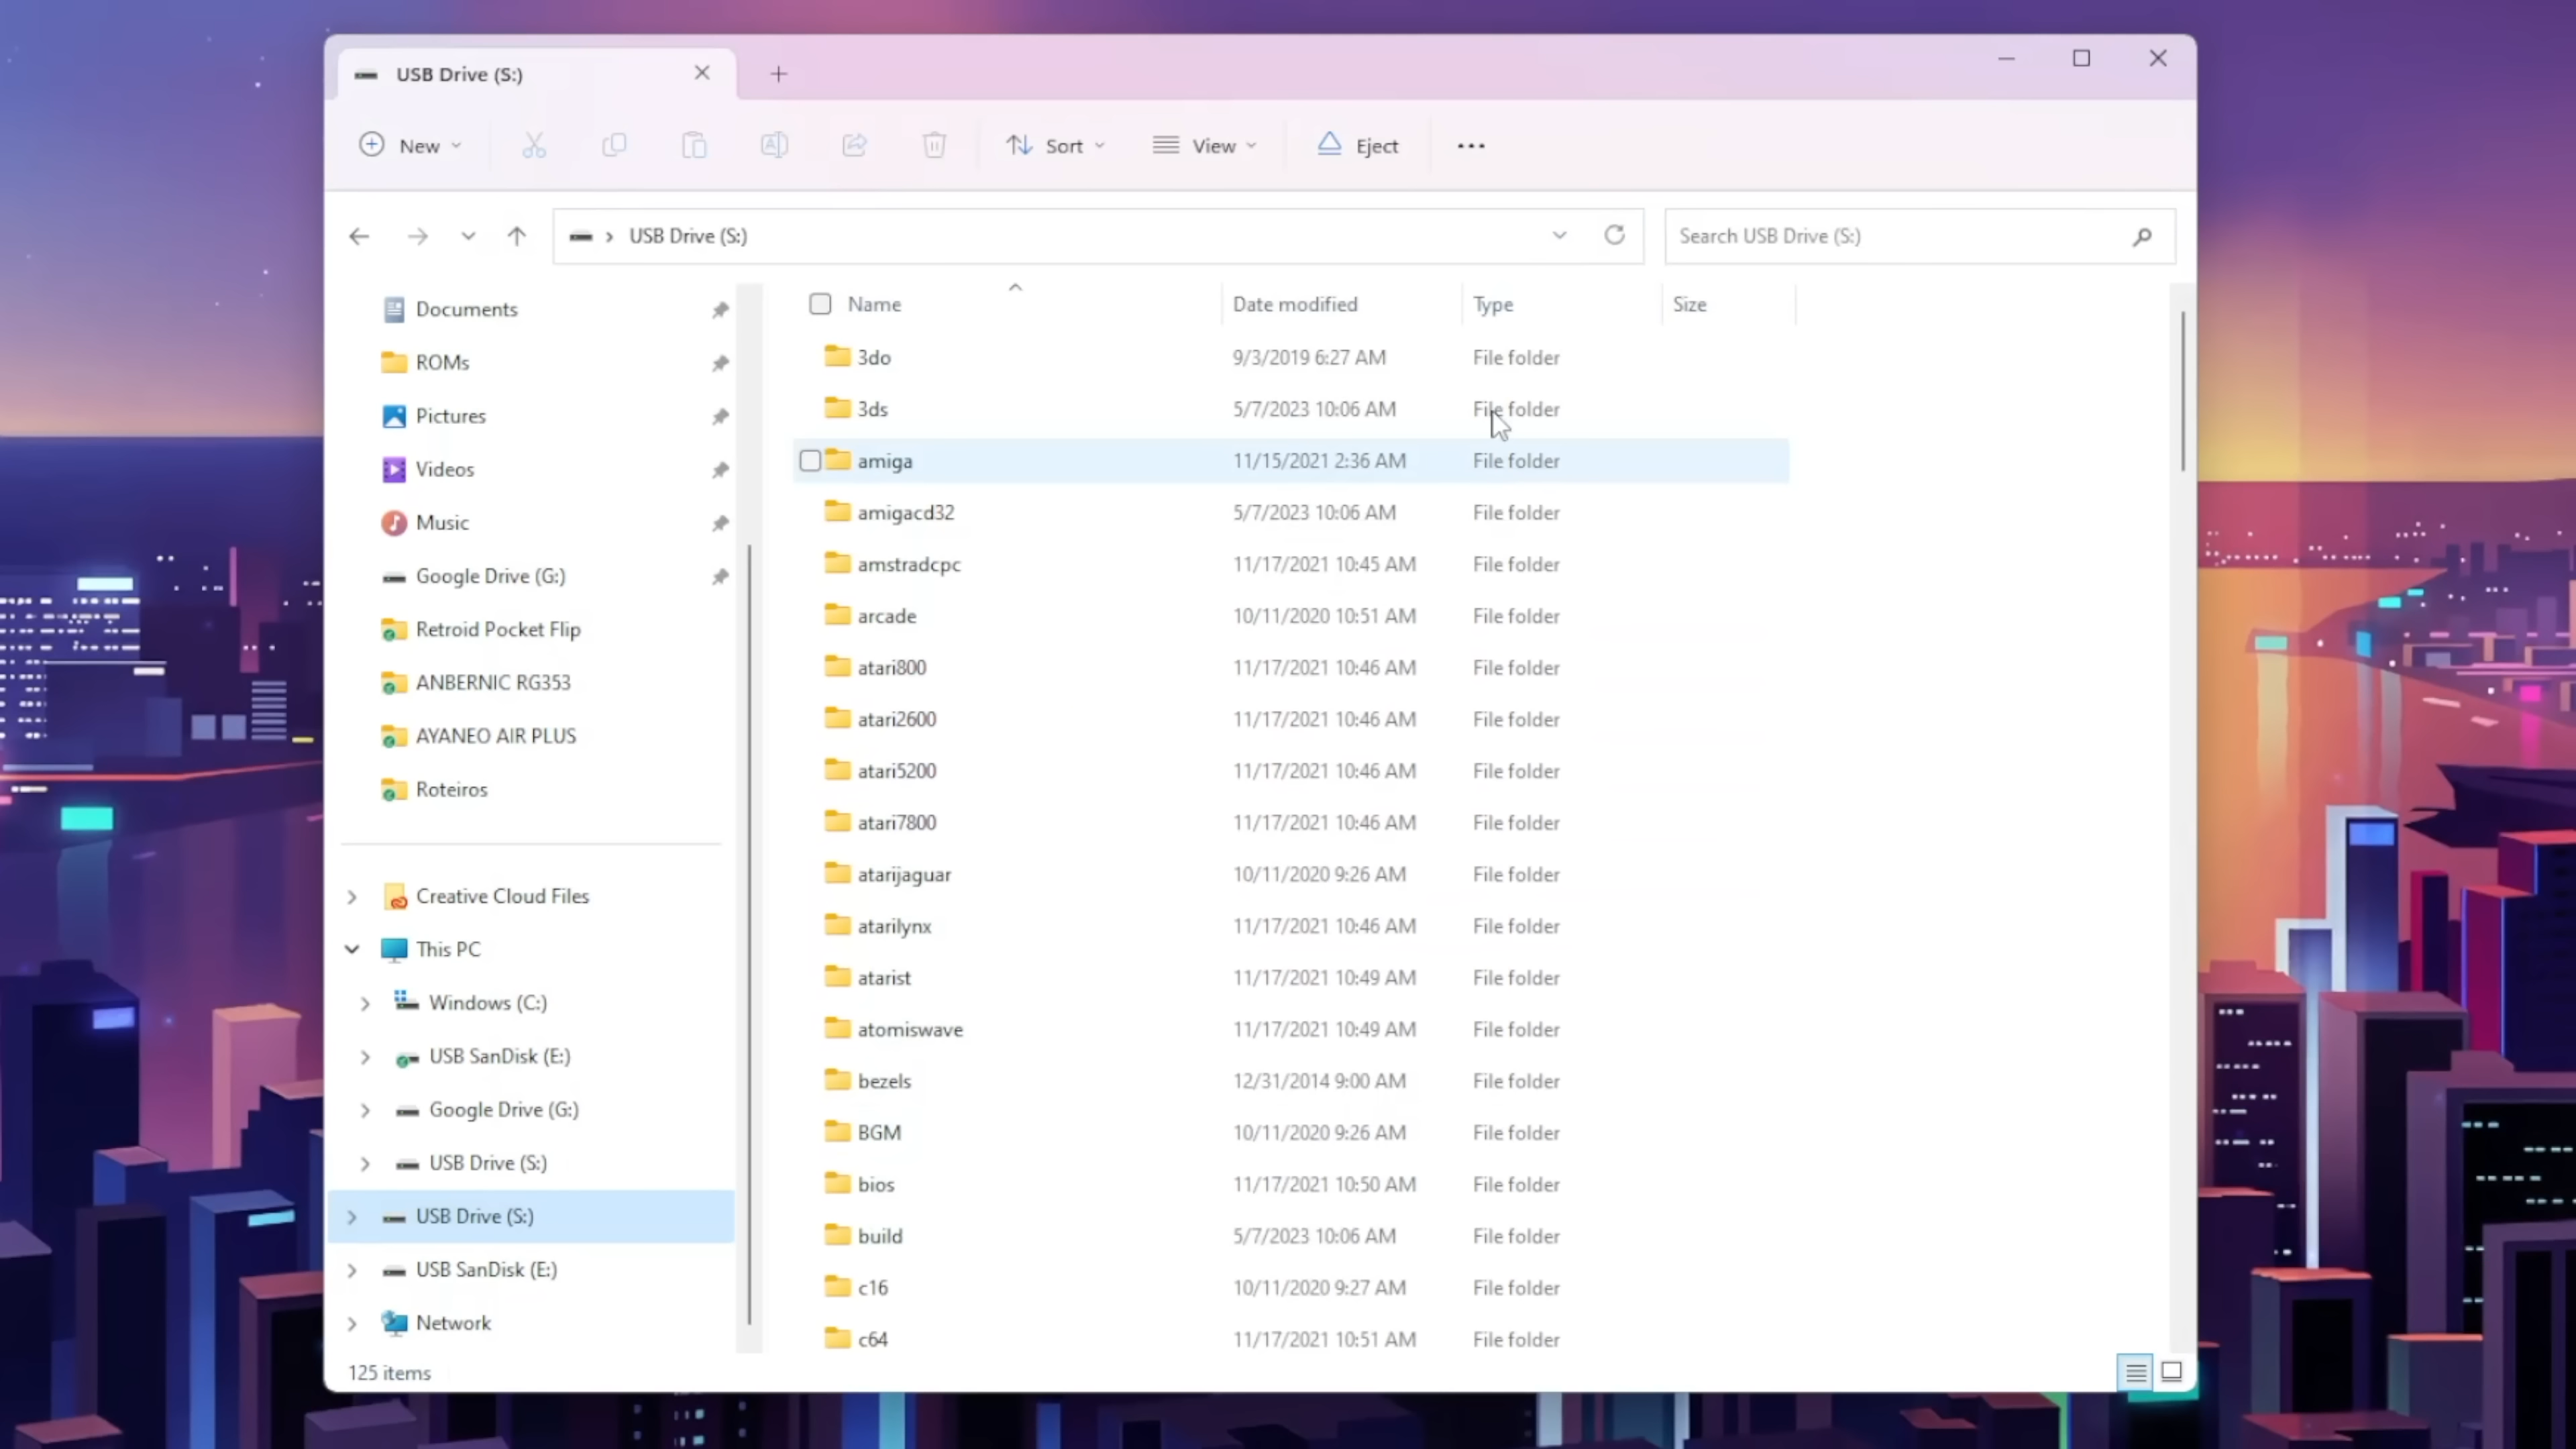 USB Drive (S:)
New
Sort
View
Eject
USB Drive (S:)
Search USB Drive (S:)
Documents
ROMs
Pictures
Videos
Music
Google Drive (G:)
Retroid Pocket Flip
ANBERNIC RG353
AYANEO AIR PLUS
Roteiros
Creative Cloud Files
This PC
Windows (C:)
USB SanDisk (E:)
Google Drive (G:)
USB Drive (S:)
USB Drive (S:)
USB SanDisk (E:)
Network
Name Date modified Type Size
3do 9/3/2019 6:27 AM File folder
3ds 5/7/2023 10:06 AM File folder
amiga 11/15/2021 2:36 AM File folder
amigacd32 5/7/2023 10:06 AM File folder
amstradcpc 11/17/2021 10:45 AM File folder
arcade 10/11/2020 10:51 AM File folder
atari800 11/17/2021 10:46 AM File folder
atari2600 11/17/2021 10:46 AM File folder
atari5200 11/17/2021 10:46 AM File folder
atari7800 11/17/2021 10:46 AM File folder
atarijaguar 10/11/2020 9:26 AM File folder
atarilynx 11/17/2021 10:46 AM File folder
atarist 11/17/2021 10:49 AM File folder
atomiswave 11/17/2021 10:49 AM File folder
bezels 12/31/2014 9:00 AM File folder
BGM 10/11/2020 9:26 AM File folder
bios 11/17/2021 10:50 AM File folder
build 5/7/2023 10:06 AM File folder
c16 10/11/2020 9:27 AM File folder
c64 11/17/2021 10:51 AM File folder
125 items